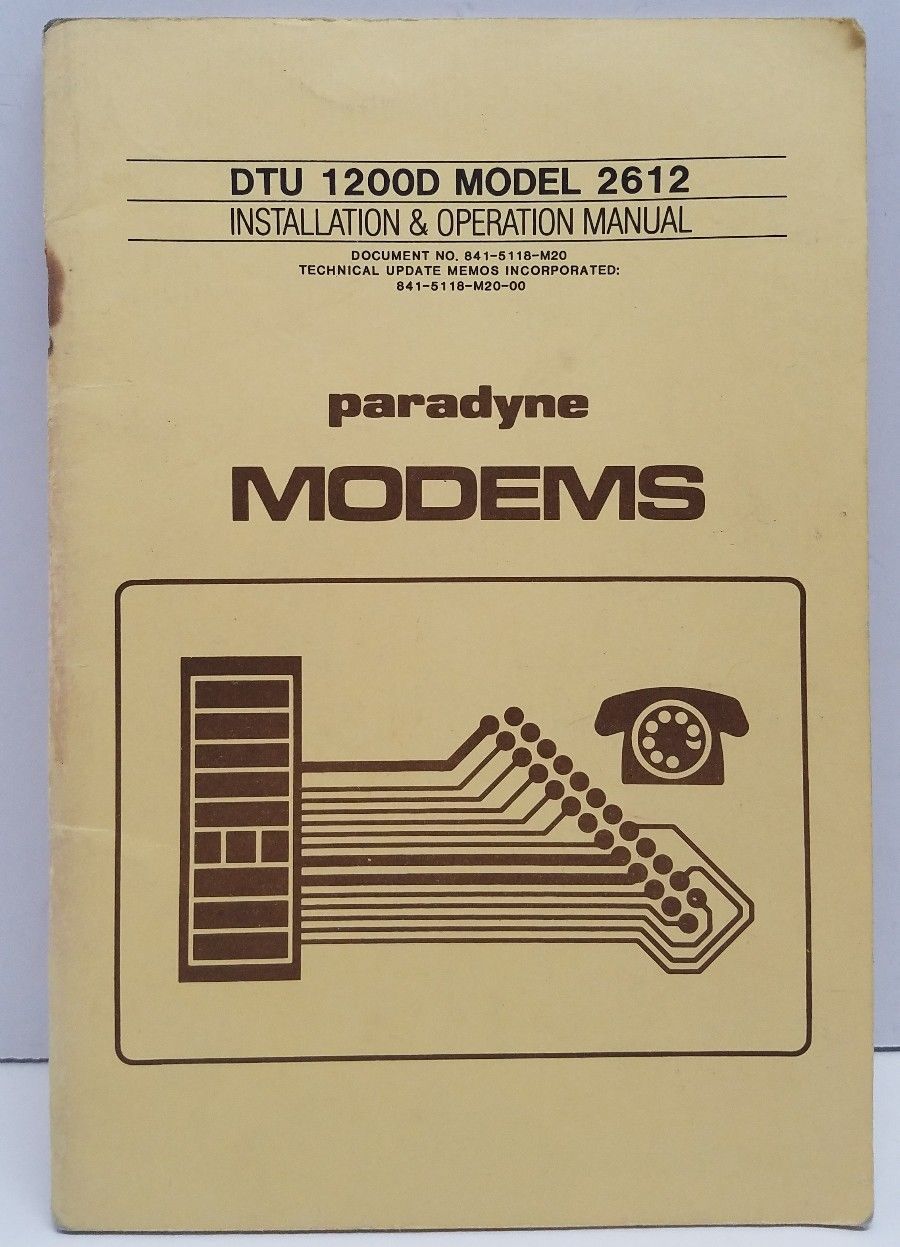 DTU 1200D MODEL 2612
INSTALLATION & OPERATION MANUAL
DOCUMENT NO. 841-5118-M20
TECHNICAL UPDATE MEMOS INCORPORATED:
841-5118-M20-00
paradyne
MODEMS